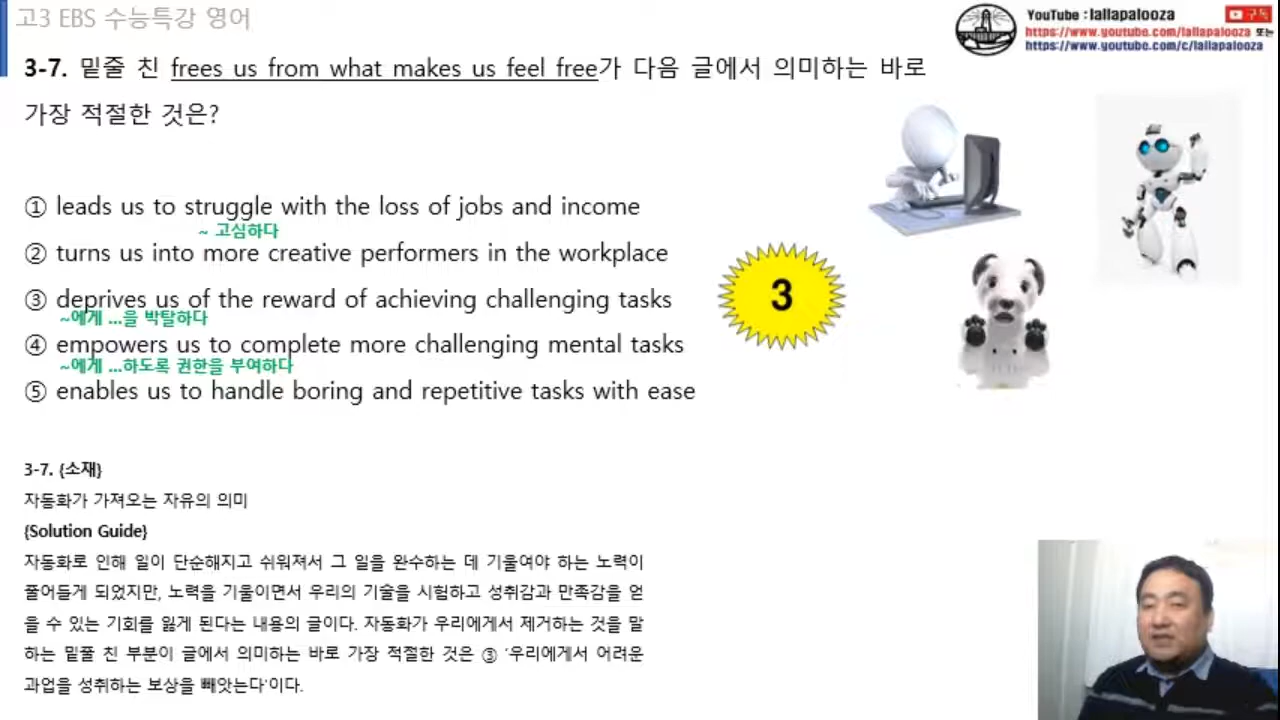 고3 EBS 수능특강 영어
YouTube : lallapalooza 구독
https://www.youtube.com/lallapalooza 또는
https://www.youtube.com/c/lallapalooza
3-7. 밑줄 친 frees us from what makes us feel free가 다음 글에서 의미하는 바로
가장 적절한 것은?
① leads us to struggle with the loss of jobs and income
~ 고심하다
② turns us into more creative performers in the workplace
③ deprives us of the reward of achieving challenging tasks
~에게 ...을 박탈하다
④ empowers us to complete more challenging mental tasks
~에게 ...하도록 권한을 부여하다
⑤ enables us to handle boring and repetitive tasks with ease
3
3-7. {소재}
자동화가 가져오는 자유의 의미
{Solution Guide}
자동화로 인해 일이 단순해지고 쉬워져서 그 일을 완수하는 데 기울여야 하는 노력이
줄어들게 되었지만, 노력을 기울이면서 우리의 기술을 시험하고 성취감과 만족감을 얻
을 수 있는 기회를 잃게 된다는 내용의 글이다. 자동화가 우리에게서 제거하는 것을 말
하는 밑줄 친 부분이 글에서 의미하는 바로 가장 적절한 것은 ③ '우리에게서 어려운
과업을 성취하는 보상을 빼앗는다'이다.